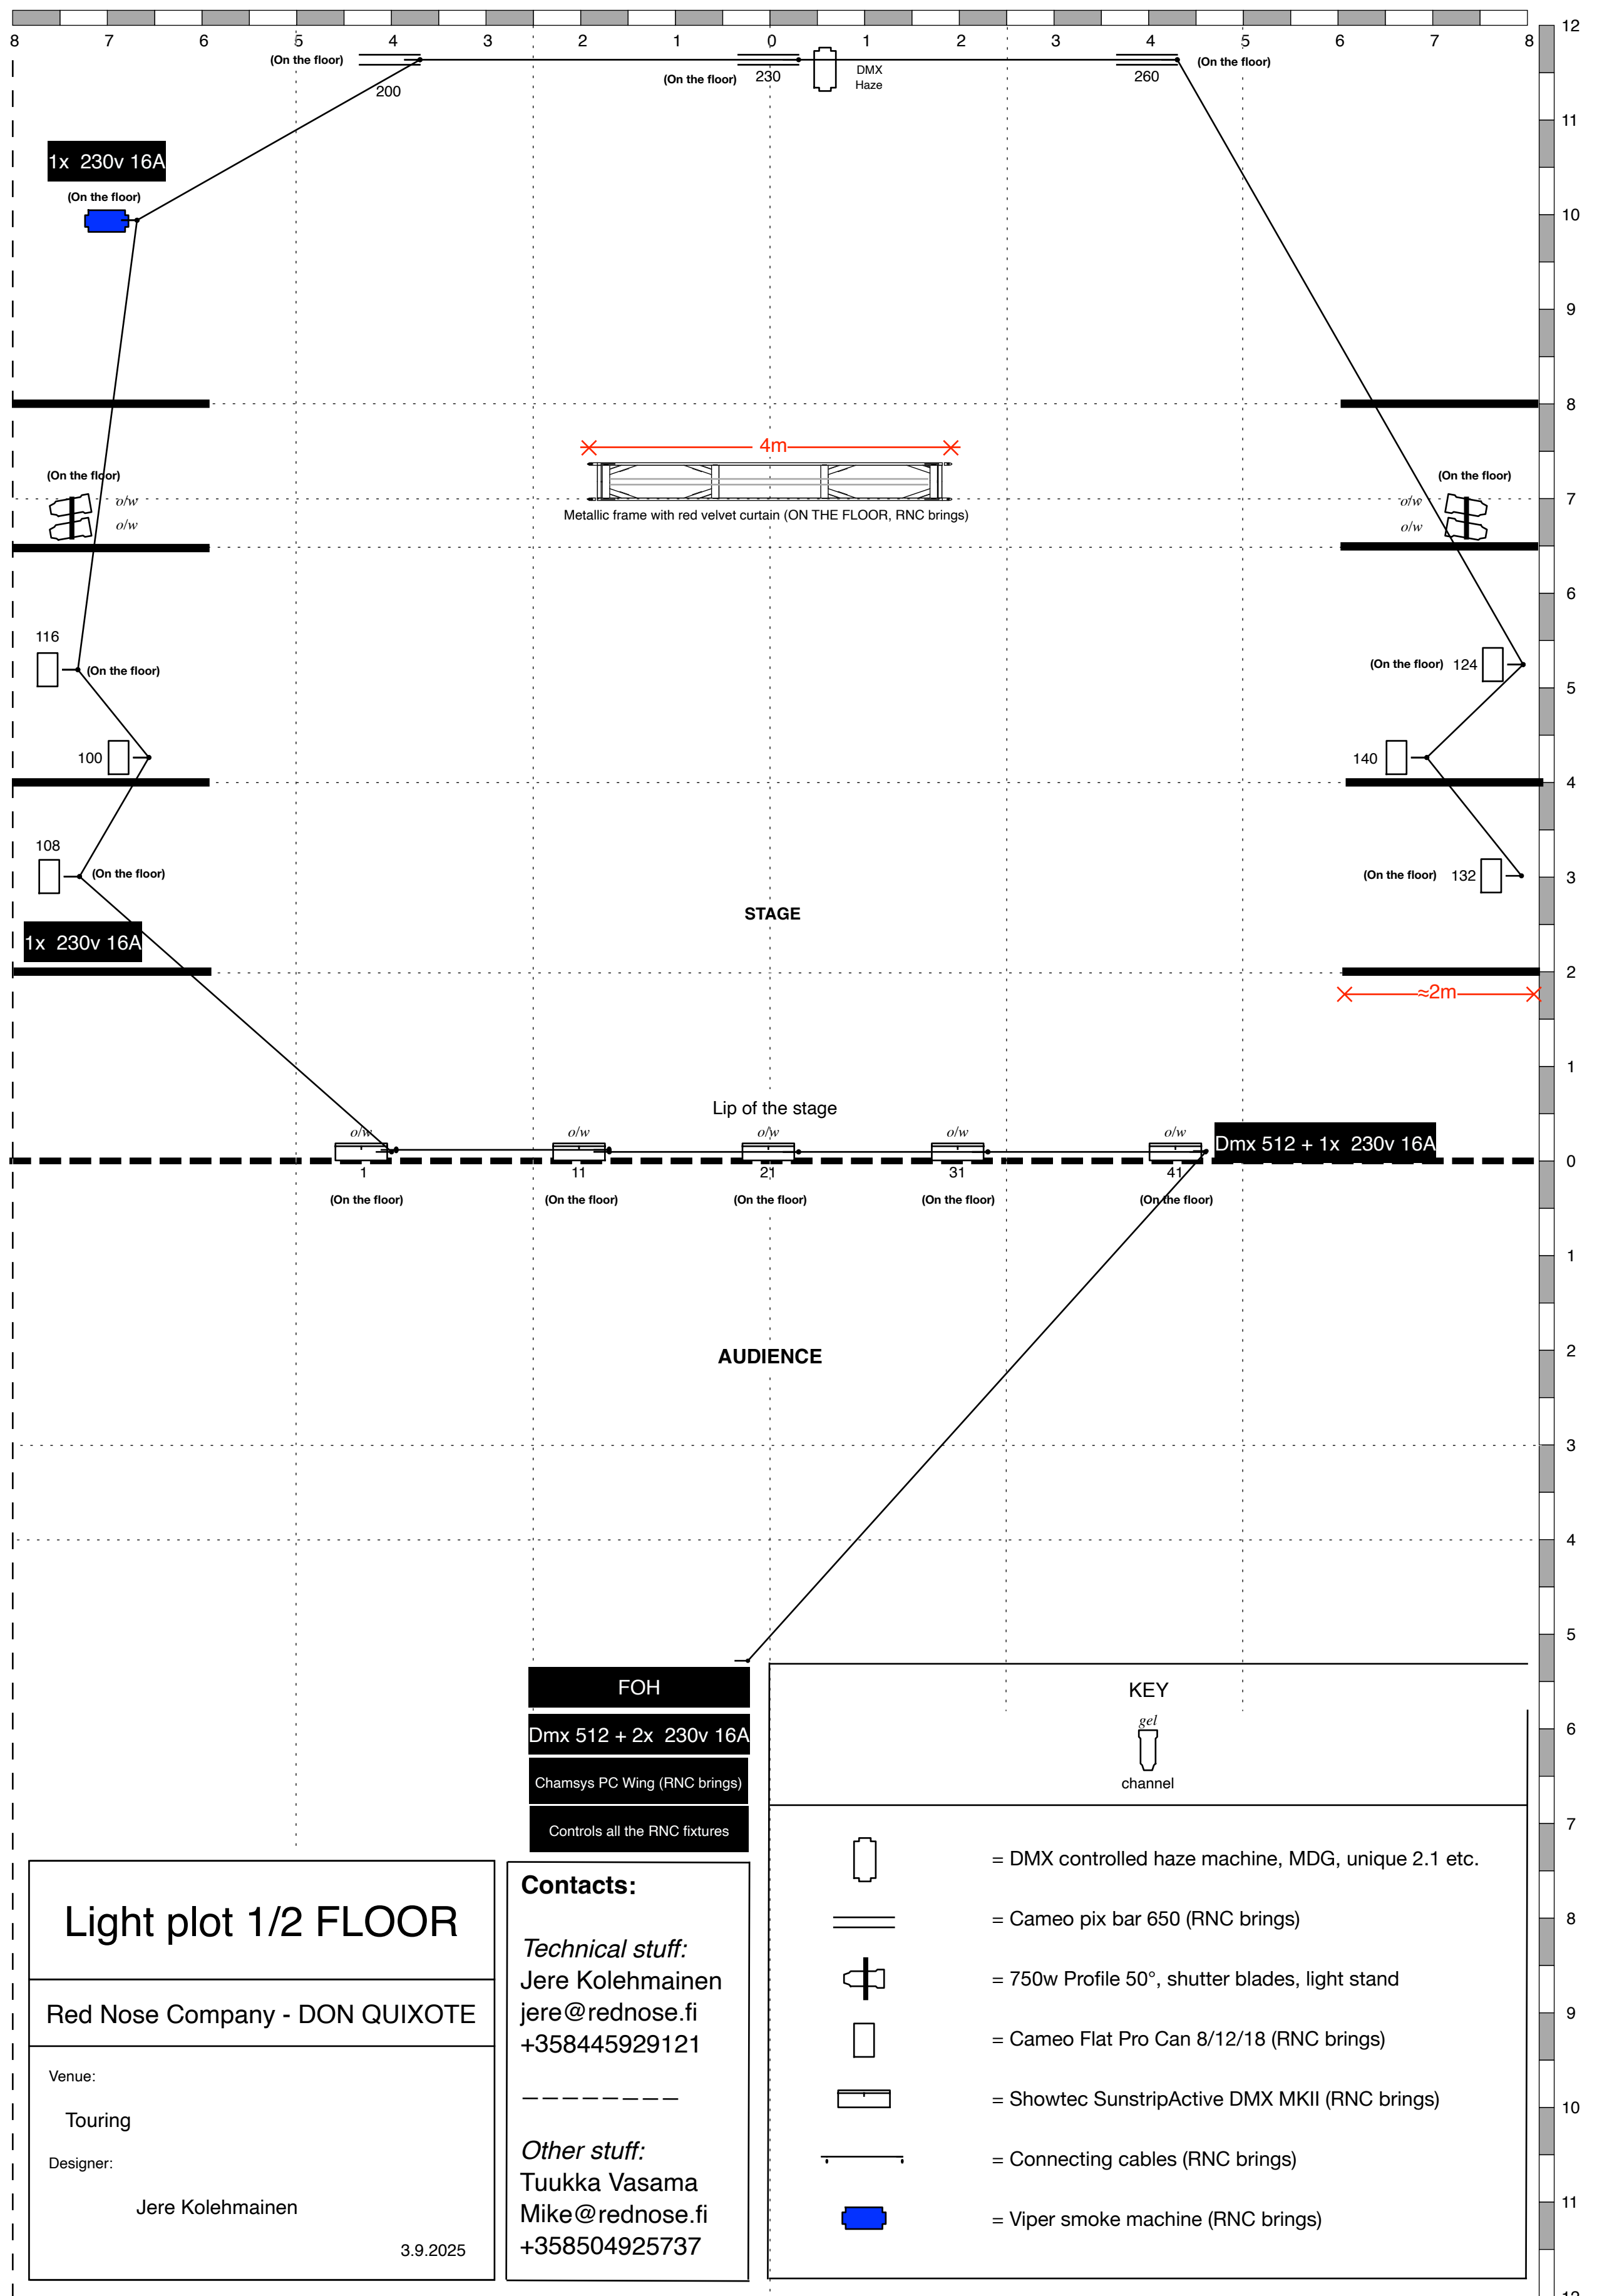 8 7 6 5 4 3 2 1 0 1 2 3 4 5 6 7 8
12
(On the floor)
(On the floor)
230
DMX
Haze
260
(On the floor)
200
11
1x 230v 16A
(On the floor)
10
9
8
4m
(On the floor)
(On the floor)
o/w
o/w
7
Metallic frame with red velvet curtain (ON THE FLOOR, RNC brings)
o/w
o/w
6
116
(On the floor)
(On the floor)
124
5
100
140
4
108
(On the floor)
(On the floor)
132
3
STAGE
1x 230v 16A
2
≈2m
1
Lip of the stage
o/w
o/w
o/w
o/w
o/w
Dmx 512 + 1x 230v 16A
0
1
11
21
31
41
(On the floor)
(On the floor)
(On the floor)
(On the floor)
(On the floor)
1
AUDIENCE
2
3
4
5
FOH
Dmx 512 + 2x 230v 16A
Chamsys PC Wing (RNC brings)
Controls all the RNC fixtures
KEY
gel
channel
6
7
= DMX controlled haze machine, MDG, unique 2.1 etc.
= Cameo pix bar 650 (RNC brings)
8
= 750w Profile 50°, shutter blades, light stand
9
= Cameo Flat Pro Can 8/12/18 (RNC brings)
= Showtec SunstripActive DMX MKII (RNC brings)
10
= Connecting cables (RNC brings)
11
= Viper smoke machine (RNC brings)
12
Light plot 1/2 FLOOR
Red Nose Company - DON QUIXOTE
Venue:
Touring
Designer:
Jere Kolehmainen
3.9.2025
Contacts:
Technical stuff:
Jere Kolehmainen
jere@rednose.fi
+358445929121
Other stuff:
Tuukka Vasama
Mike@rednose.fi
+358504925737